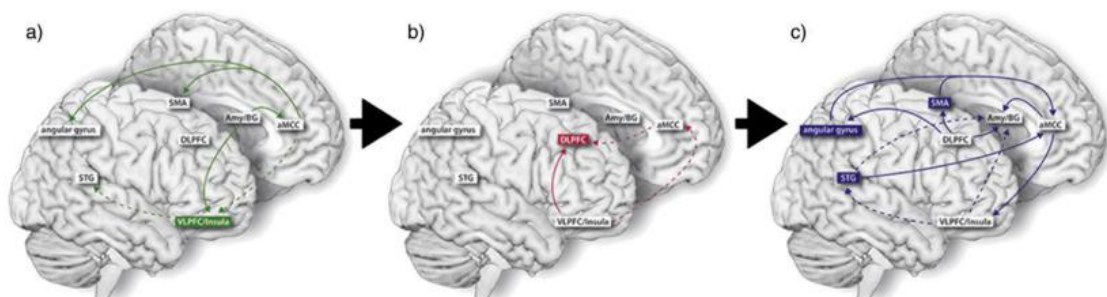 a)
SMA
Amy/BG
aMCC
angular gyrus
DLPFC
STG
VLPFC/Insula
b)
SMA
Amy/BG
aMCC
angular gyrus
DLPFC
STG
VLPFC/Insula
c)
SMA
Amy/BG
aMCC
angular gyrus
DLPFC
STG
VLPFC/Insula